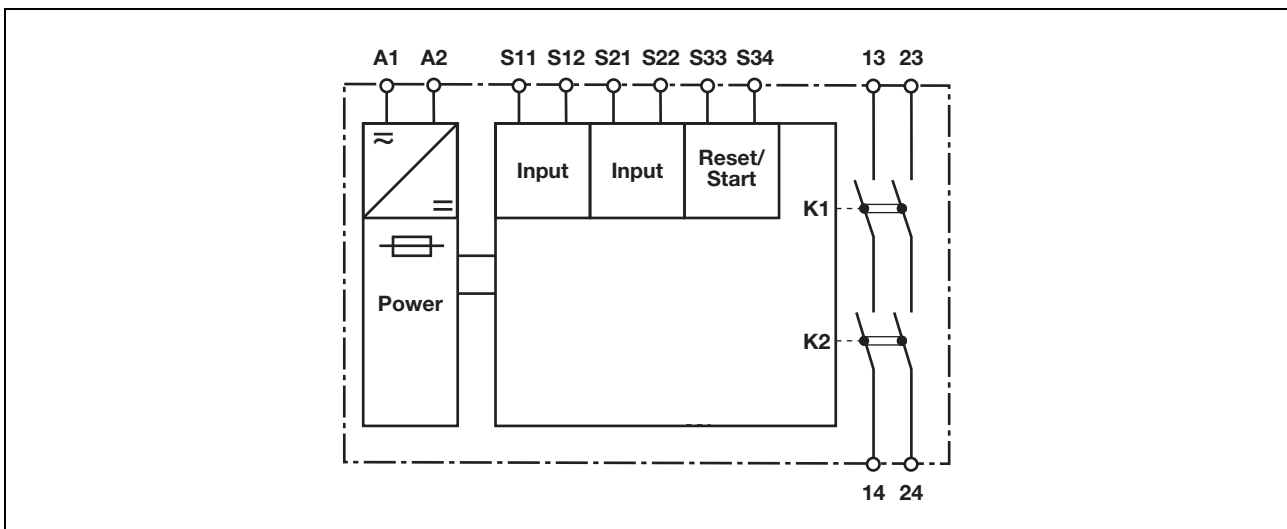 A1 A2 S11 S12 S21 S22 S33 S34 13 23
Input Input Reset/
Start
K1
Power
K2
14 24